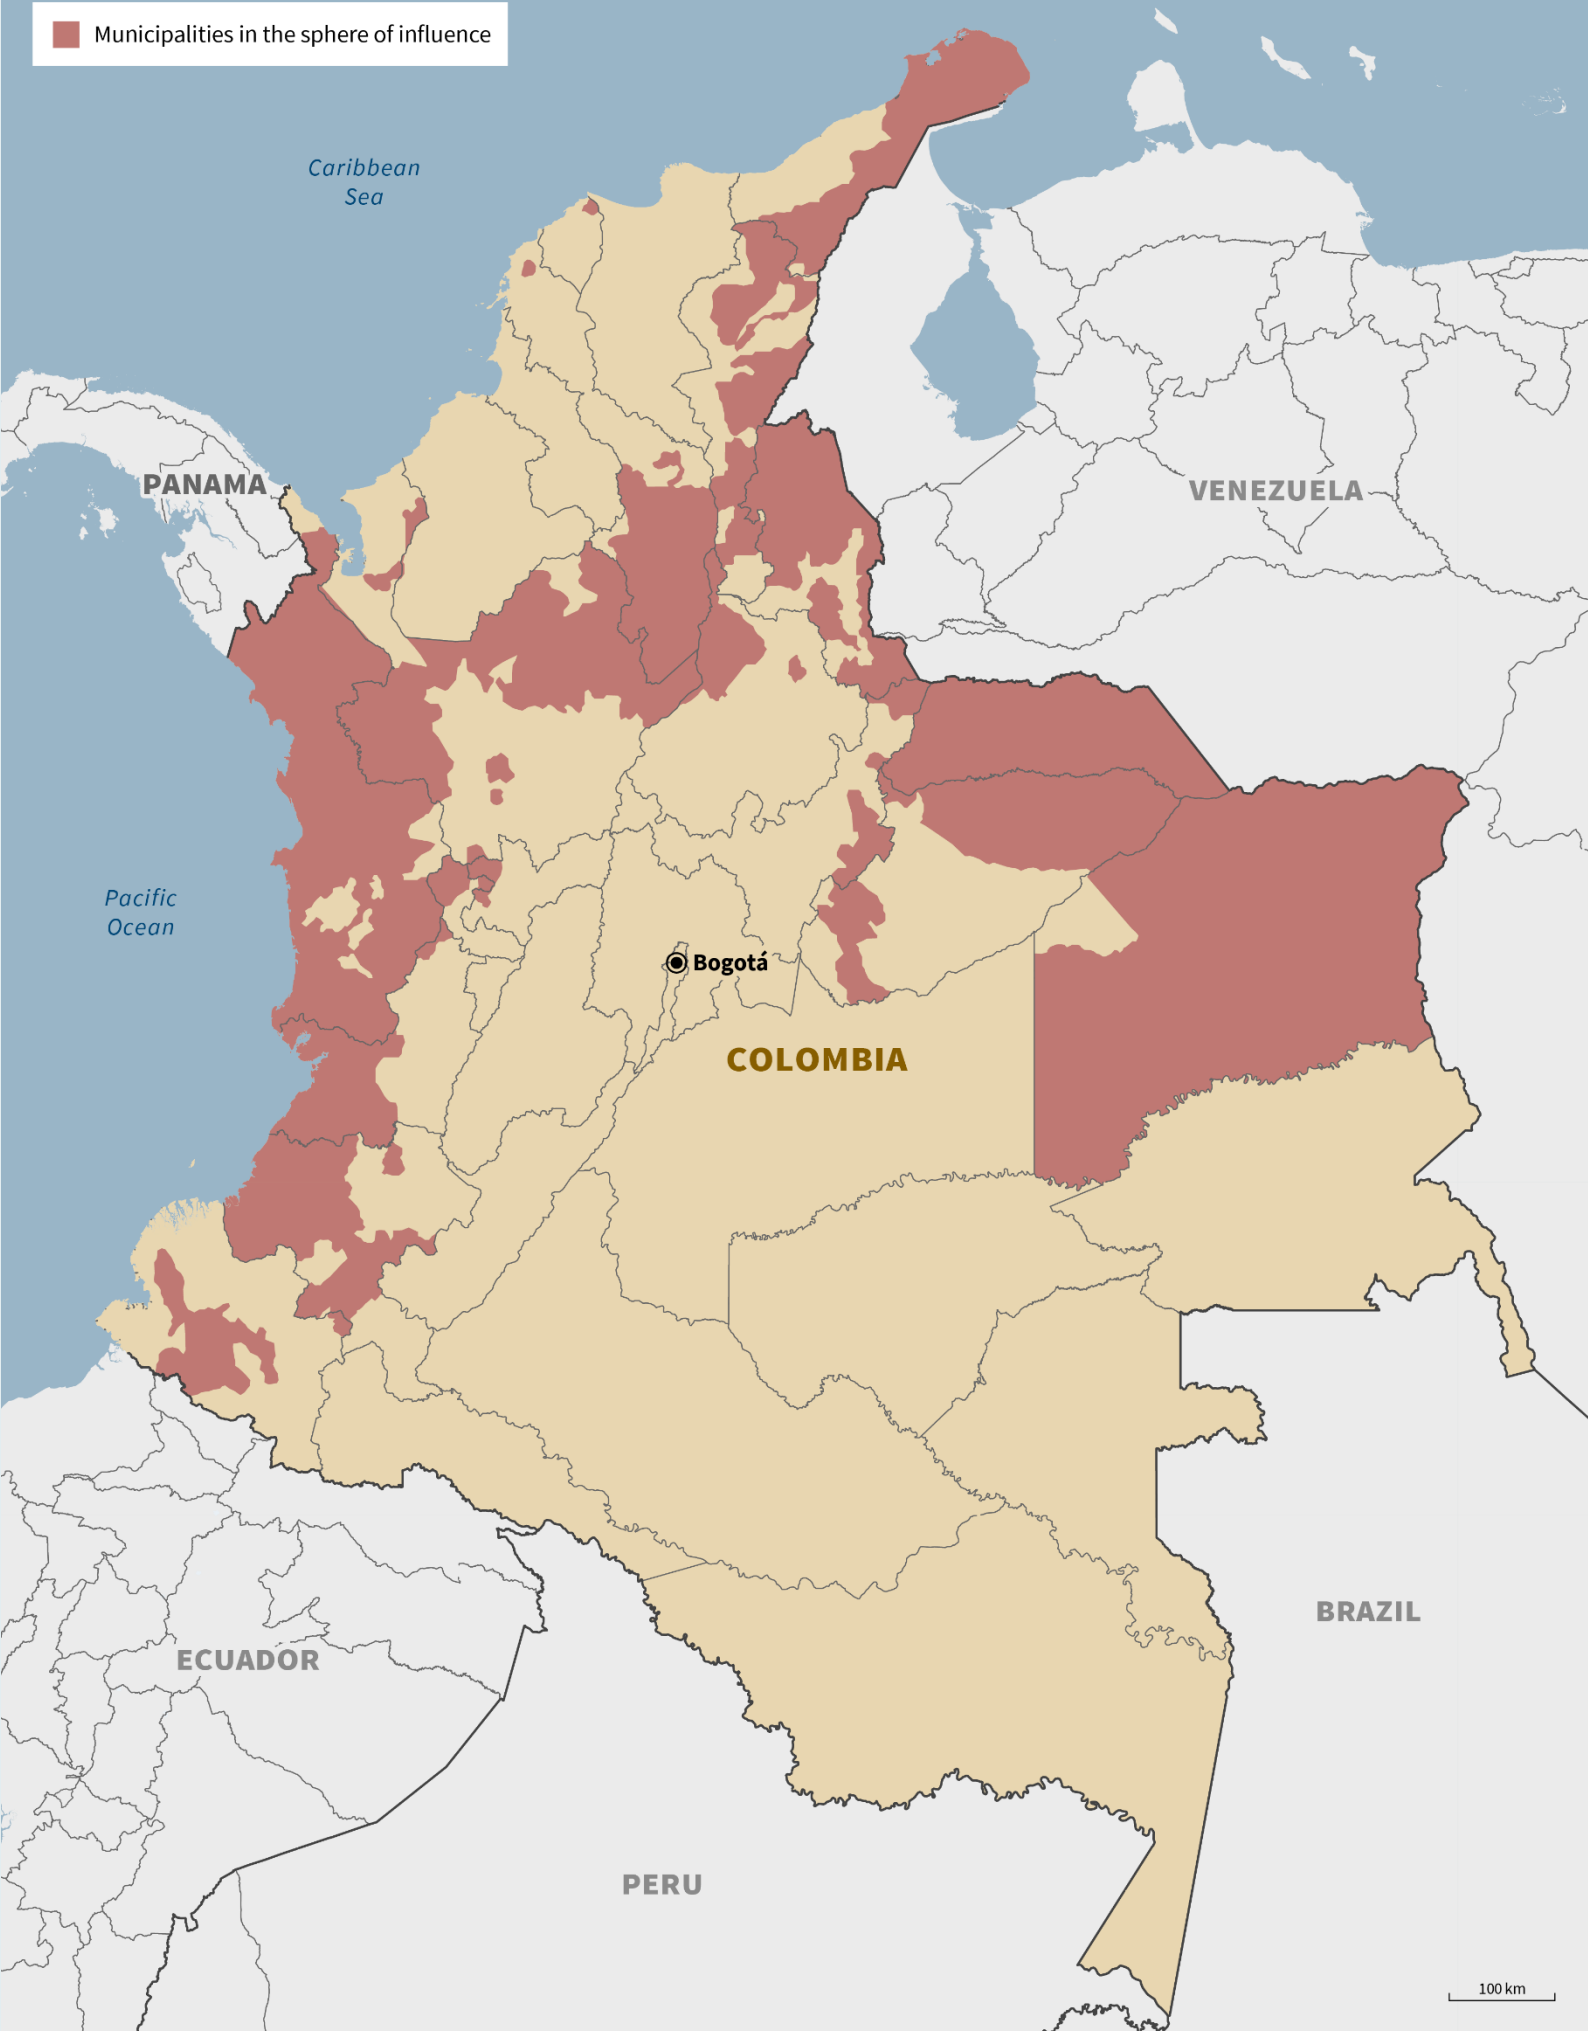 Municipalities in the sphere of influence
Caribbean
Sea
PANAMA
VENEZUELA
Pacific
Ocean
Bogotá
COLOMBIA
BRAZIL
ECUADOR
PERU
100 km